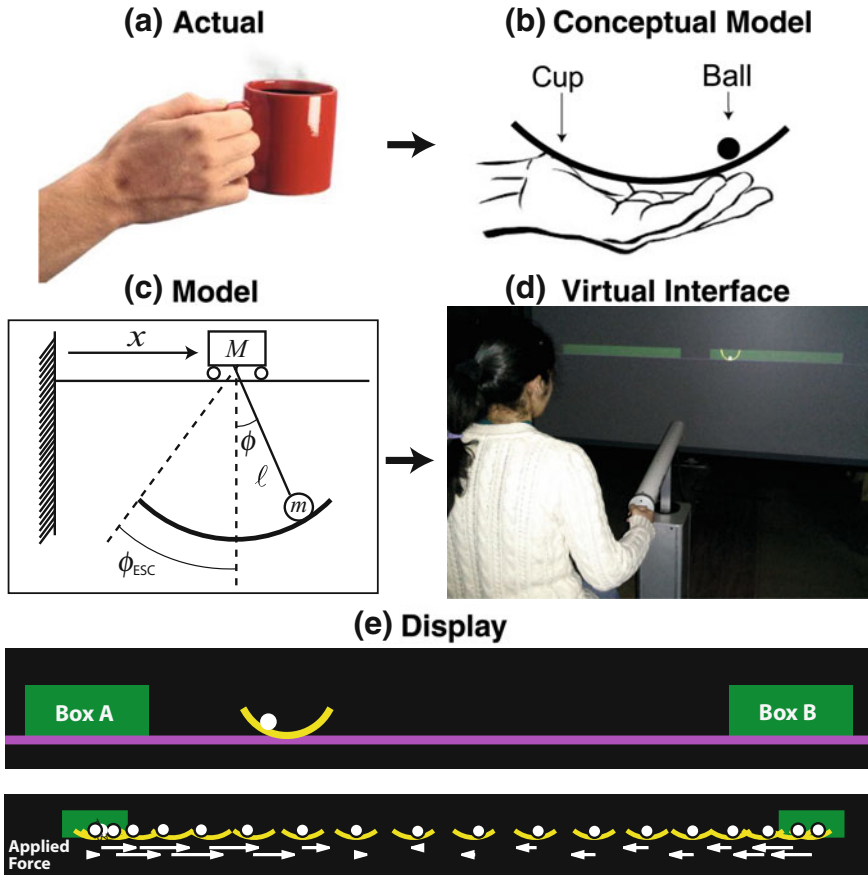 (a) Actual
(b) Conceptual Model
Cup
Ball
(c) Model
x
M
ϕ
ℓ
m
ϕESC
(d) Virtual Interface
(e) Display
Box A
Box B
Applied
Force